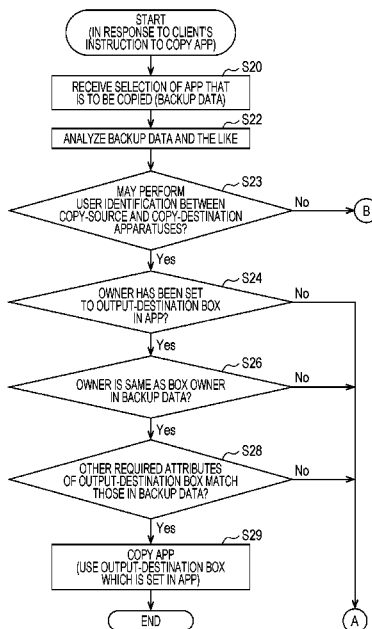 START
(IN RESPONSE TO CLIENT'S
INSTRUCTION TO COPY APP)
S20
RECEIVE SELECTION OF APP THAT
IS TO BE COPIED (BACKUP DATA)
S22
ANALYZE BACKUP DATA AND THE LIKE
S23
MAY PERFORM
USER IDENTIFICATION BETWEEN
COPY-SOURCE AND COPY-DESTINATION
APPARATUSES?
No
B
Yes
S24
OWNER HAS BEEN SET
TO OUTPUT-DESTINATION BOX
IN APP?
No
Yes
S26
OWNER IS SAME AS BOX OWNER
IN BACKUP DATA?
No
Yes
S28
OTHER REQUIRED ATTRIBUTES
OF OUTPUT-DESTINATION BOX MATCH
THOSE IN BACKUP DATA?
No
Yes
S29
COPY APP
(USE OUTPUT-DESTINATION BOX
WHICH IS SET IN APP)
END
A